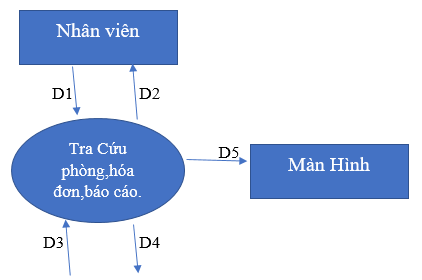 Nhân viên
D1
D2
Tra Cứu
phòng,hóa
đơn,báo cáo.
D5
Màn Hình
D3
D4